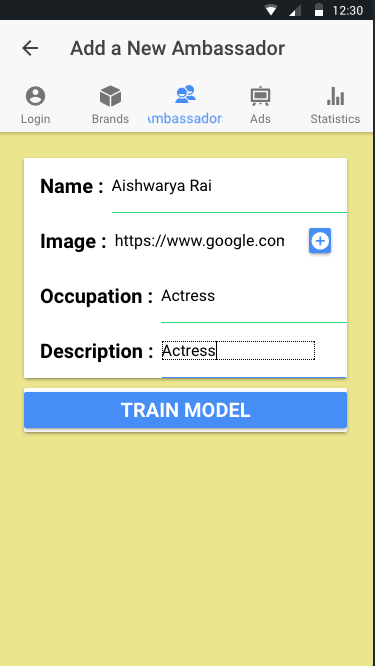 12:30
Add a New Ambassador
Login
Brands
Ambassador
Ads
Statistics
Name : Aishwarya Rai
Image : https://www.google.con
Occupation : Actress
Description : Actress
TRAIN MODEL